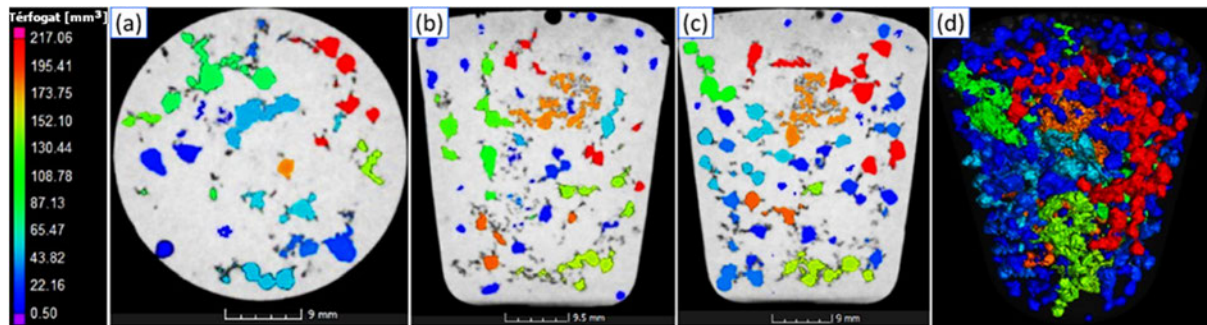 Térfogat [mm³]
217.06
195.41
173.75
152.10
130.44
108.78
87.13
65.47
43.82
22.16
0.50
(a)
9 mm
(b)
9.5 mm
(c)
9 mm
(d)